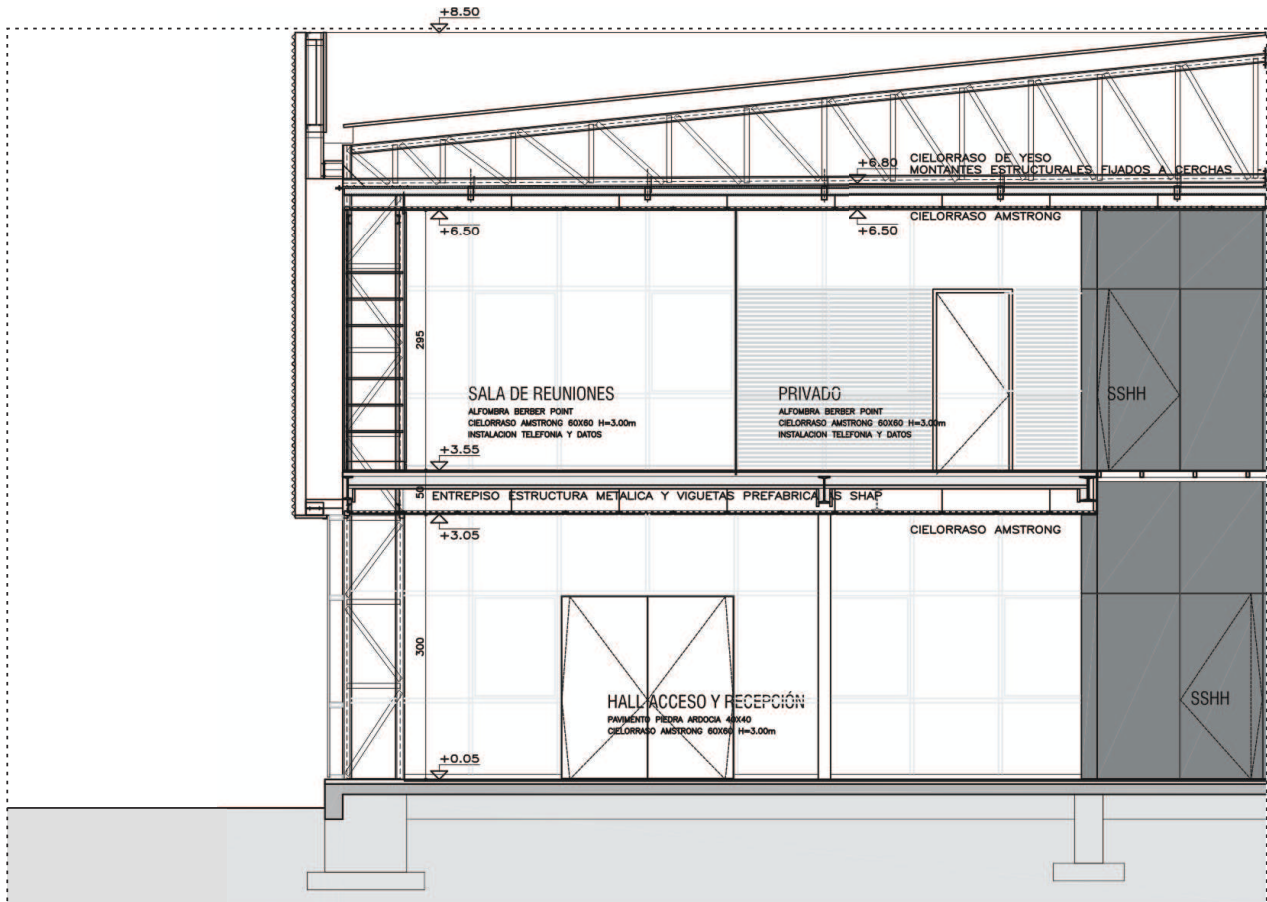 +8.50
+6.80
CIELORRASO DE YESO
MONTANTES ESTRUCTURALES FIJADOS A CERCHAS
+6.50
+6.50
CIELORRASO AMSTRONG
295
SALA DE REUNIONES
ALFOMBRA BERBER POINT
CIELORRASO AMSTRONG 60X60 H=3.00m
INSTALACION TELEFONIA Y DATOS
PRIVADO
ALFOMBRA BERBER POINT
CIELORRASO AMSTRONG 60X60 H=3.00m
INSTALACION TELEFONIA Y DATOS
SSHH
+3.55
50
ENTREPISO ESTRUCTURA METALICA Y VIGUETAS PREFABRICA AS SHAP
+3.05
CIELORRASO AMSTRONG
300
HALL ACCESO Y RECEPCIÓN
PAVIMENTO PIEDRA ARDOCIA 40X40
CIELORRASO AMSTRONG 60X60 H=3.00m
SSHH
+0.05